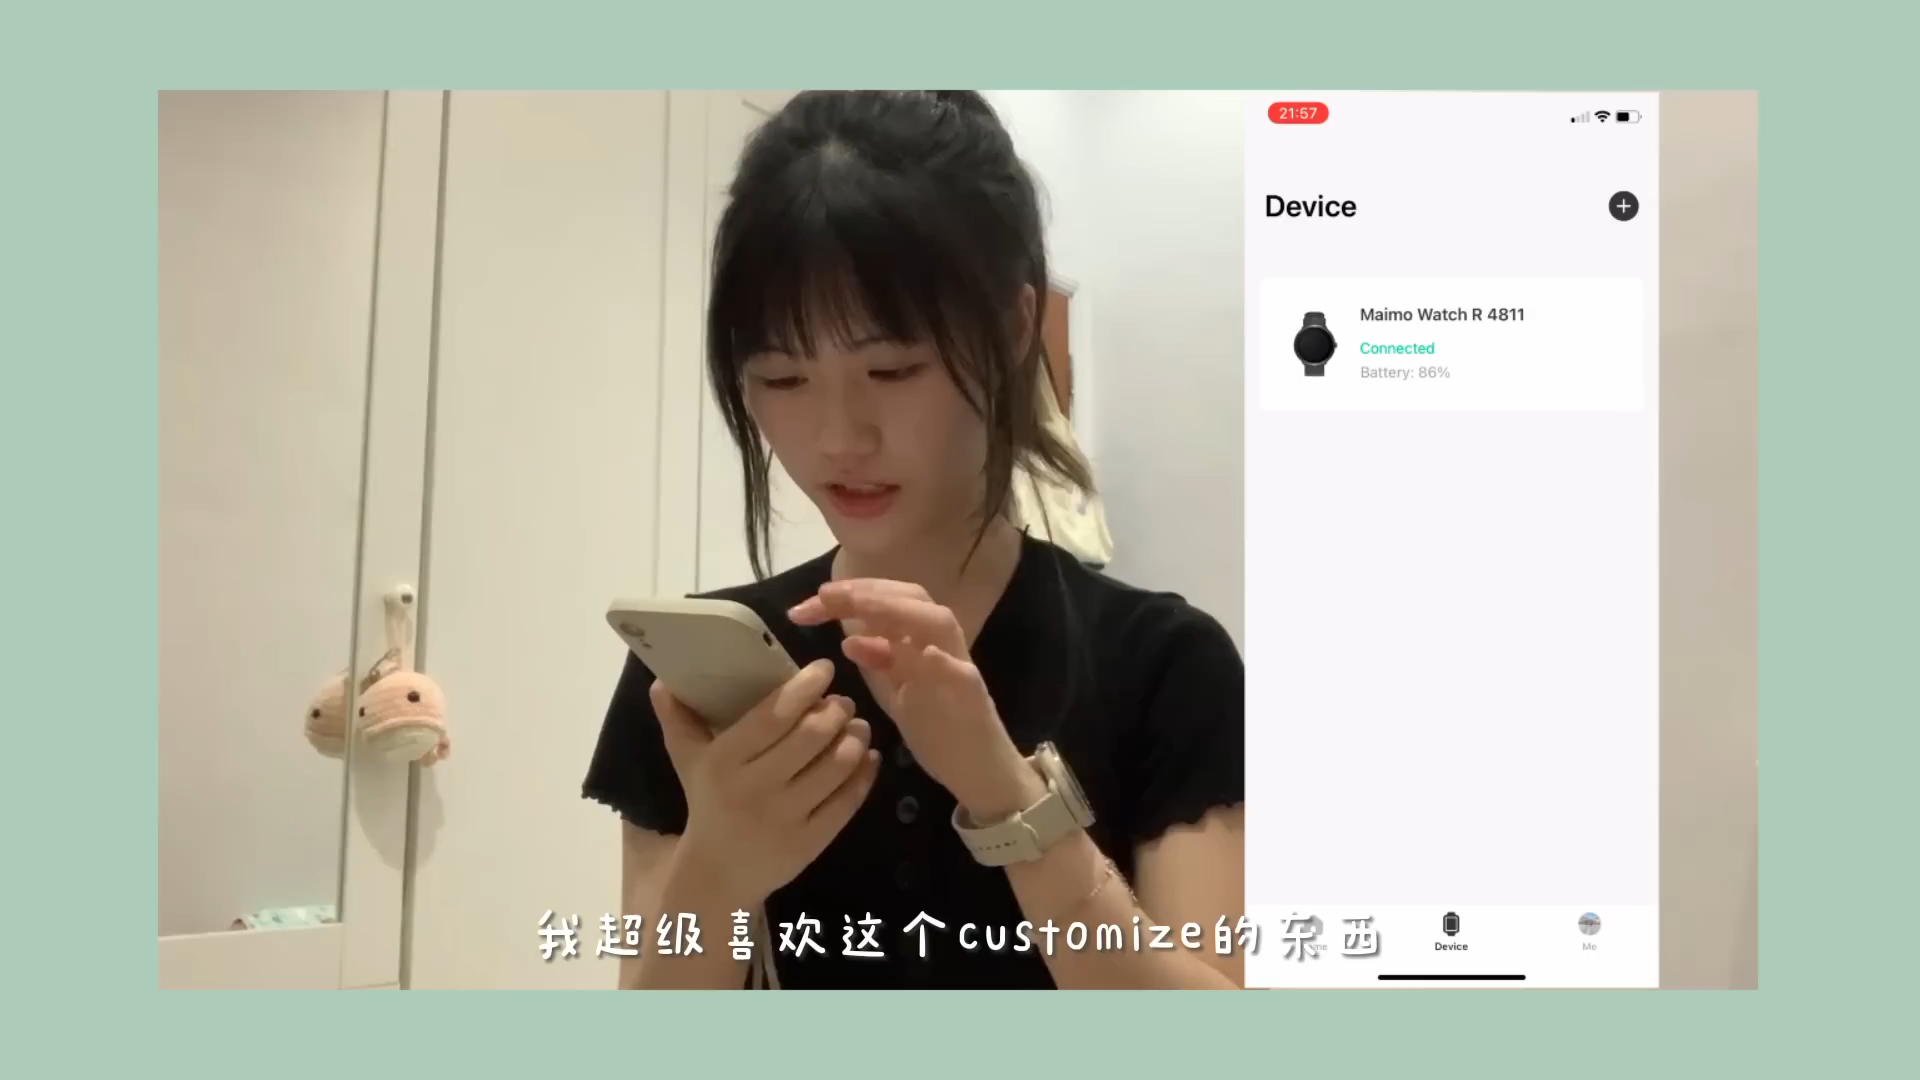 21:57
Device
Maimo Watch R 4811
Connected
Battery: 86%
我超级喜欢这个customize的东西
Device
Me